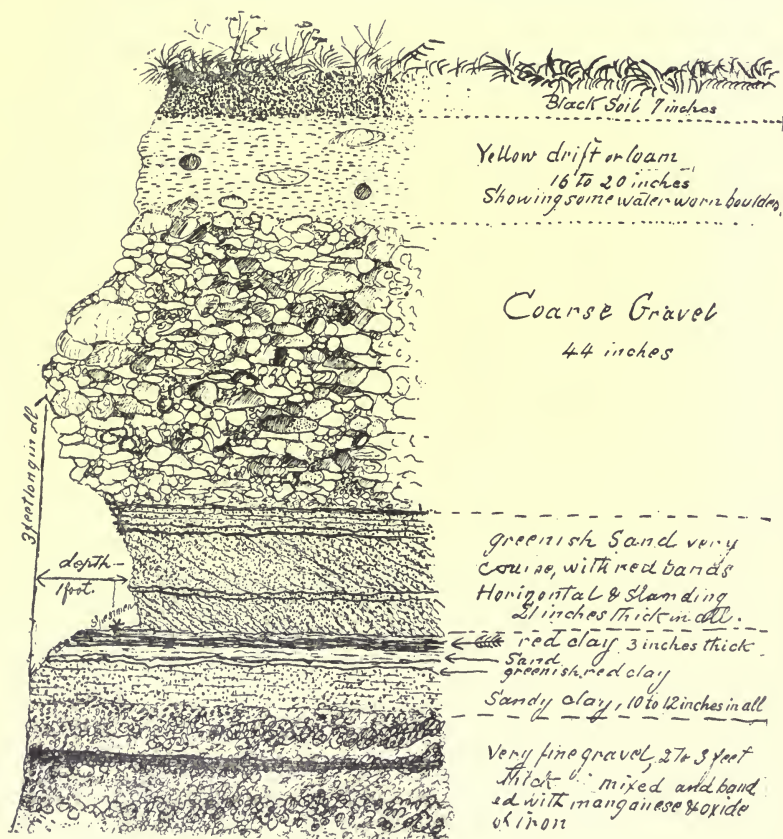 Black Soil 7 inches
Yellow drift or loam
16 to 20 inches
Showing some water worn boulders,
Coarse Gravel
44 inches
3 feet long in all
greenish Sand very
course, with red bands
Horizontal & Slanding
21 inches thick in all.
depth -
1 foot.
Specimen
red clay 3 inches thick
Sand
greenish red clay
Sandy clay, 10 to 12 inches in all
Very fine gravel, 2 to 3 feet
thick mixed and band
ed with manganese & oxide
of iron